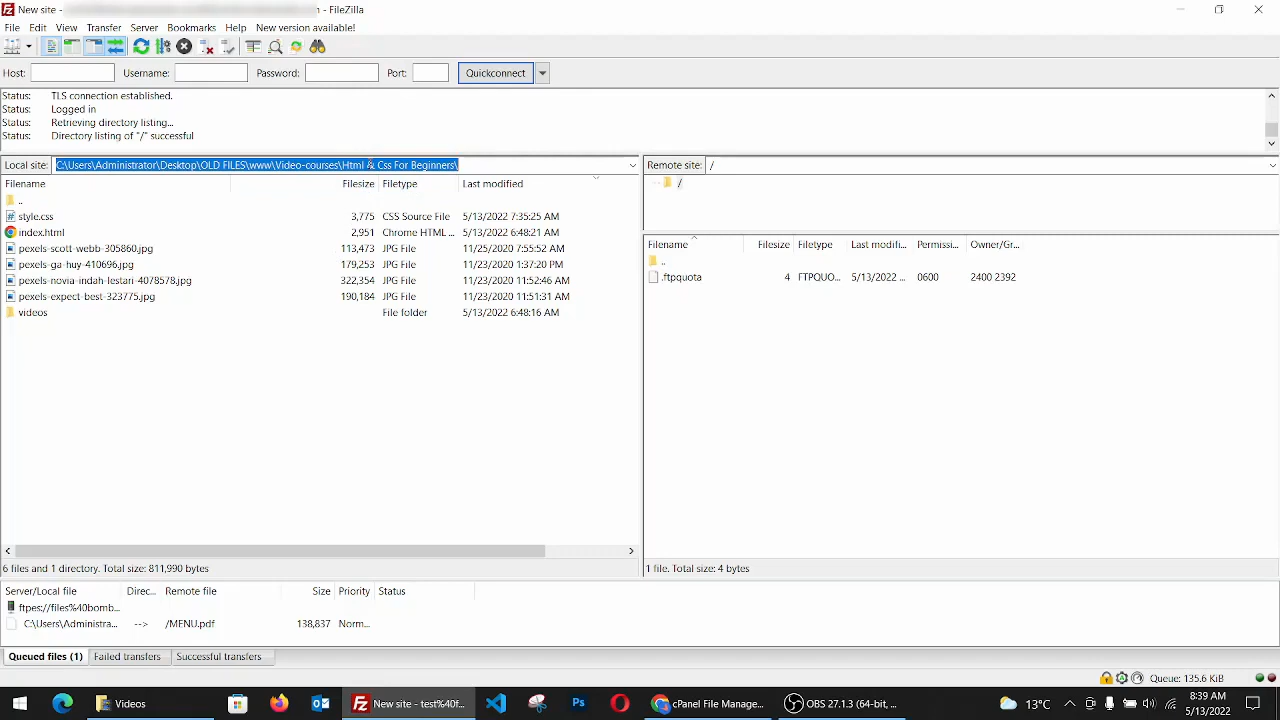 New site - - FileZilla
File Edit View Transfer Server Bookmarks Help New version available!
Host: Username: Password: Port: Quickconnect
Status: TLS connection established.
Status: Logged in
Status: Retrieving directory listing...
Status: Directory listing of "/" successful
Local site: C:\Users\Administrator\Desktop\OLD FILES\www\Video-courses\Html & Css For Beginners\ Remote site: /
Filename Filesize Filetype Last modified
/
..
style.css 3,775 CSS Source File 5/13/2022 7:35:25 AM
index.html 2,951 Chrome HTML ... 5/13/2022 6:48:21 AM
pexels-scott-webb-305860.jpg 113,473 JPG File 11/25/2020 7:55:52 AM
pexels-ga-huy-410696.jpg 179,253 JPG File 11/23/2020 1:37:20 PM
pexels-novia-indah-lestari-4078578.jpg 322,354 JPG File 11/23/2020 11:52:46 AM
pexels-expect-best-323775.jpg 190,184 JPG File 11/23/2020 11:51:31 AM
videos File folder 5/13/2022 6:48:16 AM
Filename Filesize Filetype Last modifi... Permissi... Owner/Gr...
..
.ftpquota 4 FTPQUO... 5/13/2022 ... 0600 2400 2392
6 files and 1 directory. Total size: 811,990 bytes
1 file. Total size: 4 bytes
Server/Local file Direc... Remote file Size Priority Status
ftpes://files%40bomb...
C:\Users\Administra... --> /MENU.pdf 138,837 Norm...
Queued files (1) Failed transfers Successful transfers
Queue: 135.6 KiB
Videos New site - test%40f... cPanel File Manage... OBS 27.1.3 (64-bit, ... 13°C 8:39 AM
5/13/2022